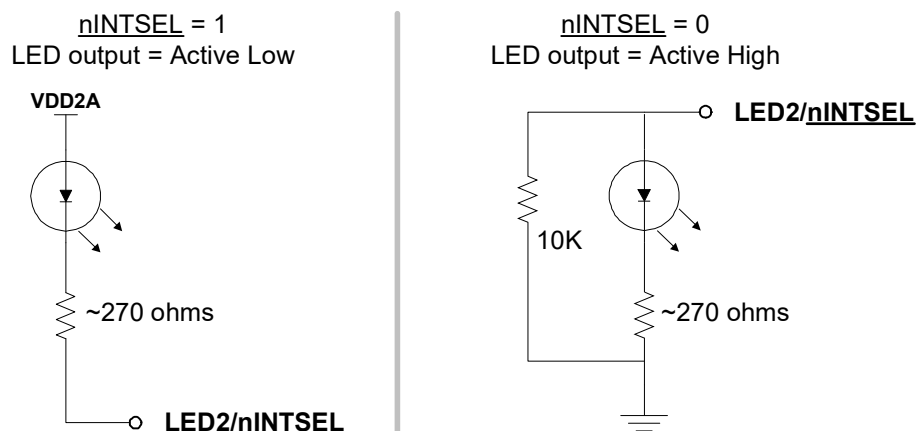 nINTSEL = 1
LED output = Active Low
VDD2A
~270 ohms
LED2/nINTSEL
nINTSEL = 0
LED output = Active High
LED2/nINTSEL
10K
~270 ohms